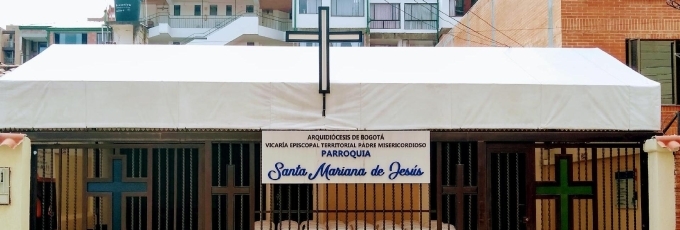 ARQUIDIÓCESIS DE BOGOTÁ
VICARÍA EPISCOPAL TERRITORIAL PADRE MISERICORDIOSO
PARROQUIA
Santa Mariana de Jesús